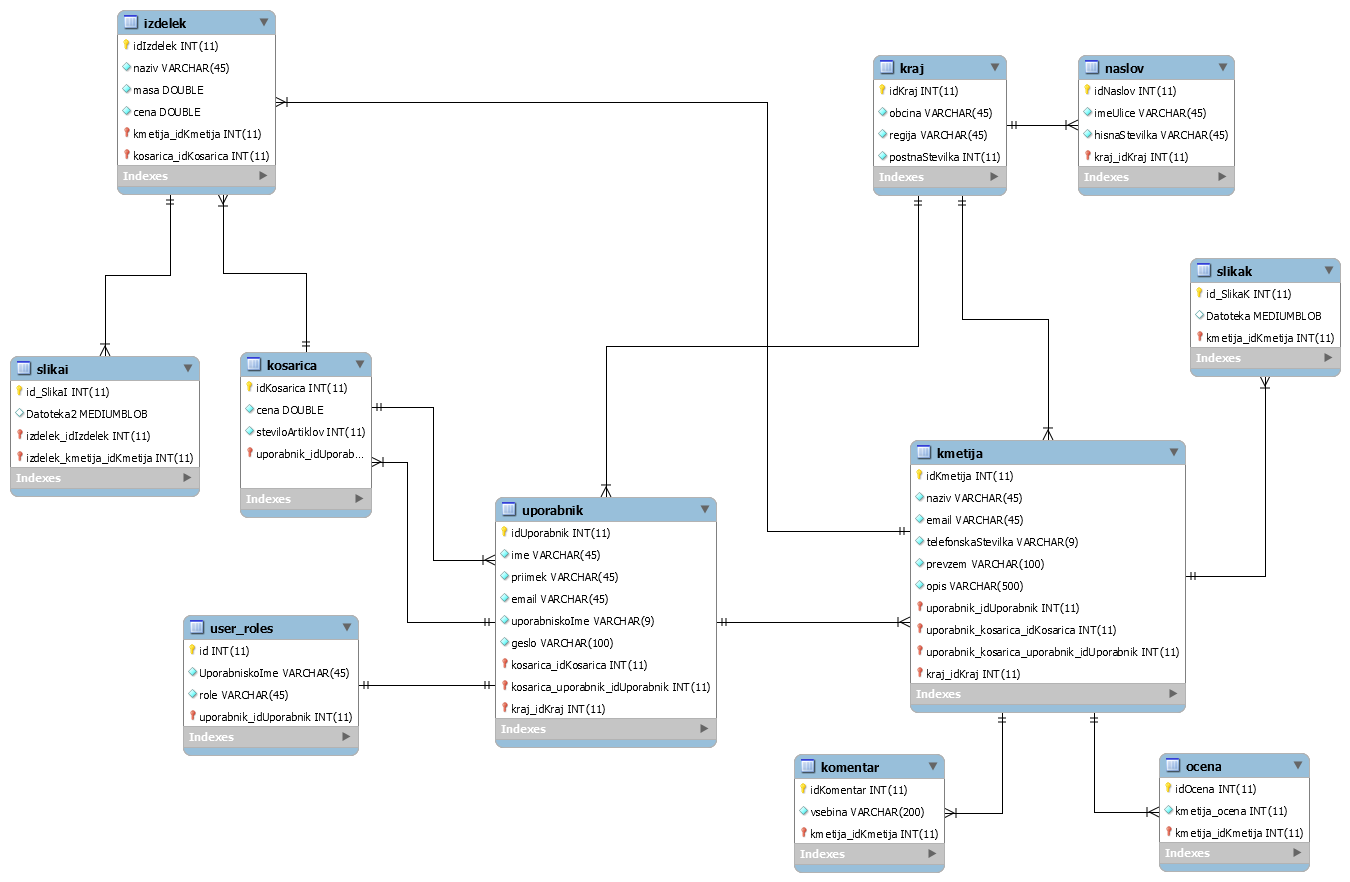 izdelek
idIzdelek INT(11)
naziv VARCHAR(45)
masa DOUBLE
cena DOUBLE
kmetija_idKmetija INT(11)
kosarica_idKosarica INT(11)
Indexes
kraj
idKraj INT(11)
obcina VARCHAR(45)
regija VARCHAR(45)
postnaStevilka INT(11)
Indexes
naslov
idNaslov INT(11)
imeUlice VARCHAR(45)
hisnaStevilka VARCHAR(45)
kraj_idKraj INT(11)
Indexes
slikak
id_SlikaK INT(11)
Datoteka MEDIUMBLOB
kmetija_idKmetija INT(11)
Indexes
slikai
id_SlikaI INT(11)
Datoteka2 MEDIUMBLOB
izdelek_idIzdelek INT(11)
izdelek_kmetija_idKmetija INT(11)
Indexes
kosarica
idKosarica INT(11)
cena DOUBLE
steviloArtiklov INT(11)
uporabnik_idUporab...
Indexes
uporabnik
idUporabnik INT(11)
ime VARCHAR(45)
priimek VARCHAR(45)
email VARCHAR(45)
uporabniskoIme VARCHAR(9)
geslo VARCHAR(100)
kosarica_idKosarica INT(11)
kosarica_uporabnik_idUporabnik INT(11)
kraj_idKraj INT(11)
Indexes
kmetija
idKmetija INT(11)
naziv VARCHAR(45)
email VARCHAR(45)
telefonskaStevilka VARCHAR(9)
prevzem VARCHAR(100)
opis VARCHAR(500)
uporabnik_idUporabnik INT(11)
uporabnik_kosarica_idKosarica INT(11)
uporabnik_kosarica_uporabnik_idUporabnik INT(11)
kraj_idKraj INT(11)
Indexes
user_roles
id INT(11)
UporabniskoIme VARCHAR(45)
role VARCHAR(45)
uporabnik_idUporabnik INT(11)
Indexes
komentar
idKomentar INT(11)
vsebina VARCHAR(200)
kmetija_idKmetija INT(11)
Indexes
ocena
idOcena INT(11)
kmetija_ocena INT(11)
kmetija_idKmetija INT(11)
Indexes